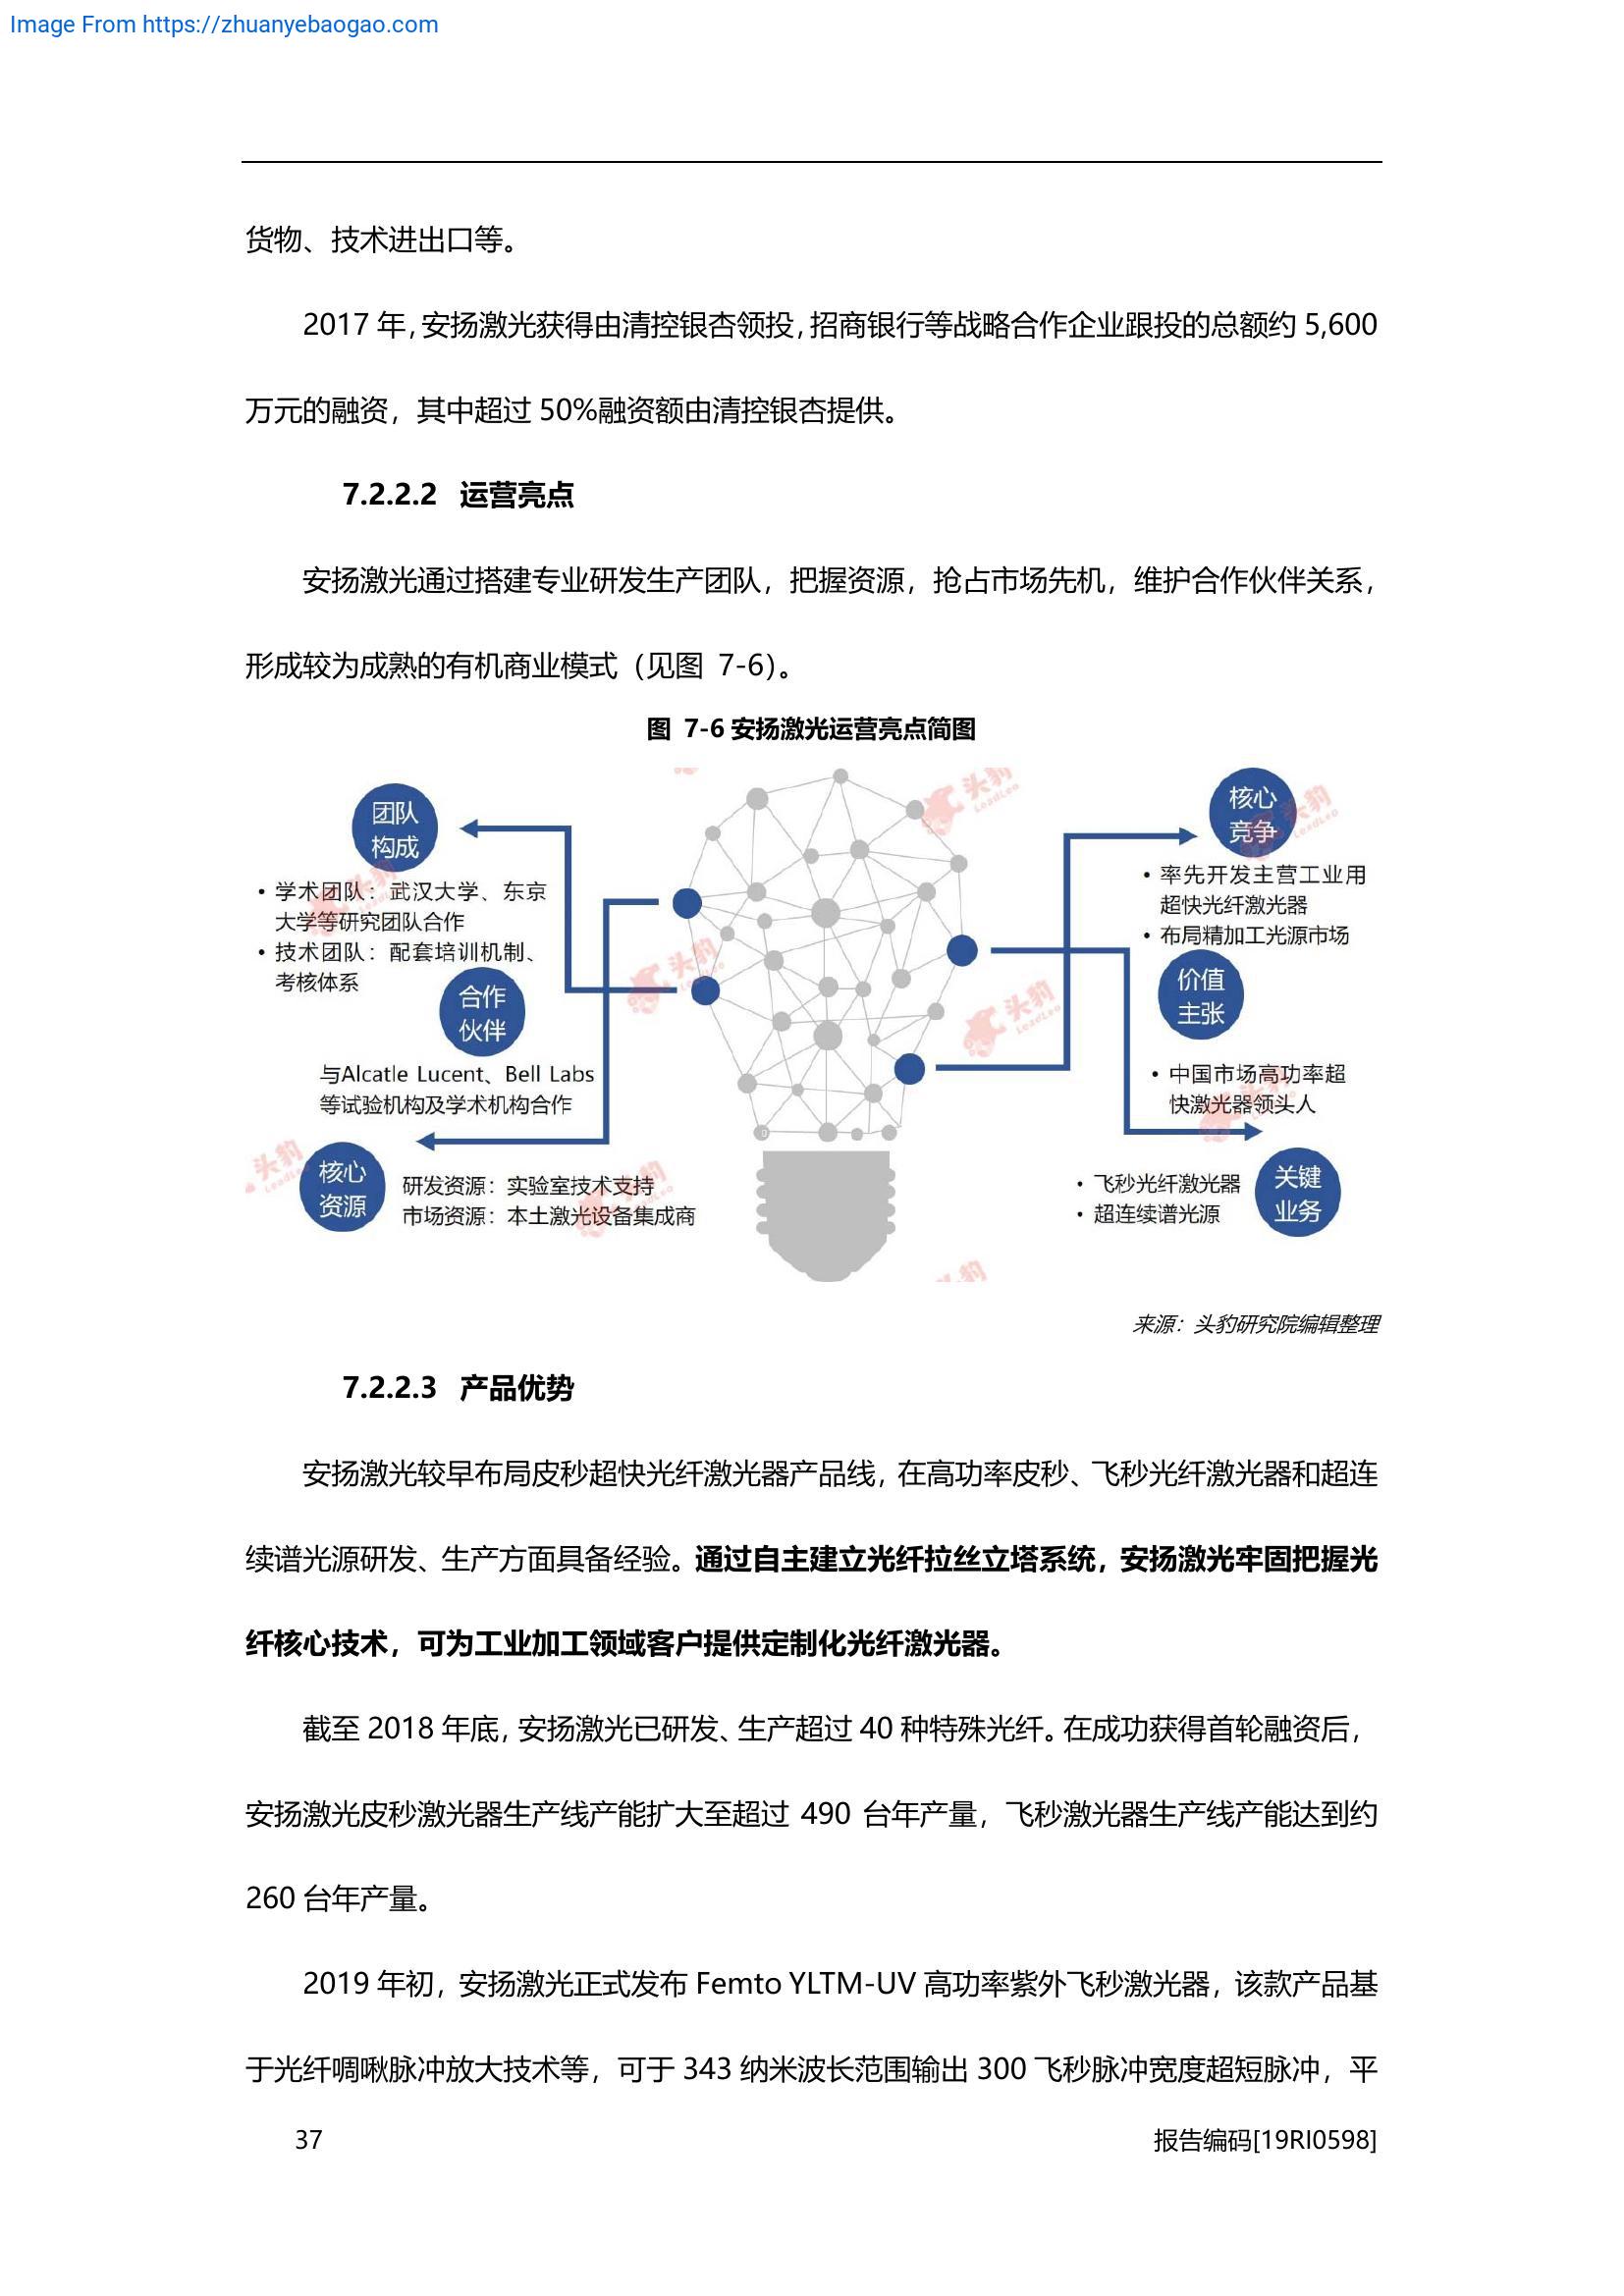 Image From https://zhuanyebaogao.com
货物、技术进出口等。
2017 年，安扬激光获得由清控银杏领投，招商银行等战略合作企业跟投的总额约 5,600
万元的融资，其中超过 50%融资额由清控银杏提供。
7.2.2.2 运营亮点
安扬激光通过搭建专业研发生产团队，把握资源，抢占市场先机，维护合作伙伴关系，
形成较为成熟的有机商业模式（见图 7-6）。
图 7-6 安扬激光运营亮点简图
团队
构成
• 学术团队：武汉大学、东京
大学等研究团队合作
• 技术团队：配套培训机制、
考核体系
合作
伙伴
与Alcatle Lucent、Bell Labs
等试验机构及学术机构合作
核心
资源
研发资源：实验室技术支持
市场资源：本土激光设备集成商
核心
竞争
• 率先开发主营工业用
超快光纤激光器
• 布局精加工光源市场
价值
主张
• 中国市场高功率超
快激光器领头人
• 飞秒光纤激光器
• 超连续谱光源
关键
业务
头豹
LeadLeo
来源：头豹研究院编辑整理
7.2.2.3 产品优势
安扬激光较早布局皮秒超快光纤激光器产品线，在高功率皮秒、飞秒光纤激光器和超连
续谱光源研发、生产方面具备经验。通过自主建立光纤拉丝立塔系统，安扬激光牢固把握光
纤核心技术，可为工业加工领域客户提供定制化光纤激光器。
截至 2018 年底，安扬激光已研发、生产超过 40 种特殊光纤。在成功获得首轮融资后，
安扬激光皮秒激光器生产线产能扩大至超过 490 台年产量，飞秒激光器生产线产能达到约
260 台年产量。
2019 年初，安扬激光正式发布 Femto YLTM-UV 高功率紫外飞秒激光器，该款产品基
于光纤啁啾脉冲放大技术等，可于 343 纳米波长范围输出 300 飞秒脉冲宽度超短脉冲，平
37
报告编码[19RI0598]